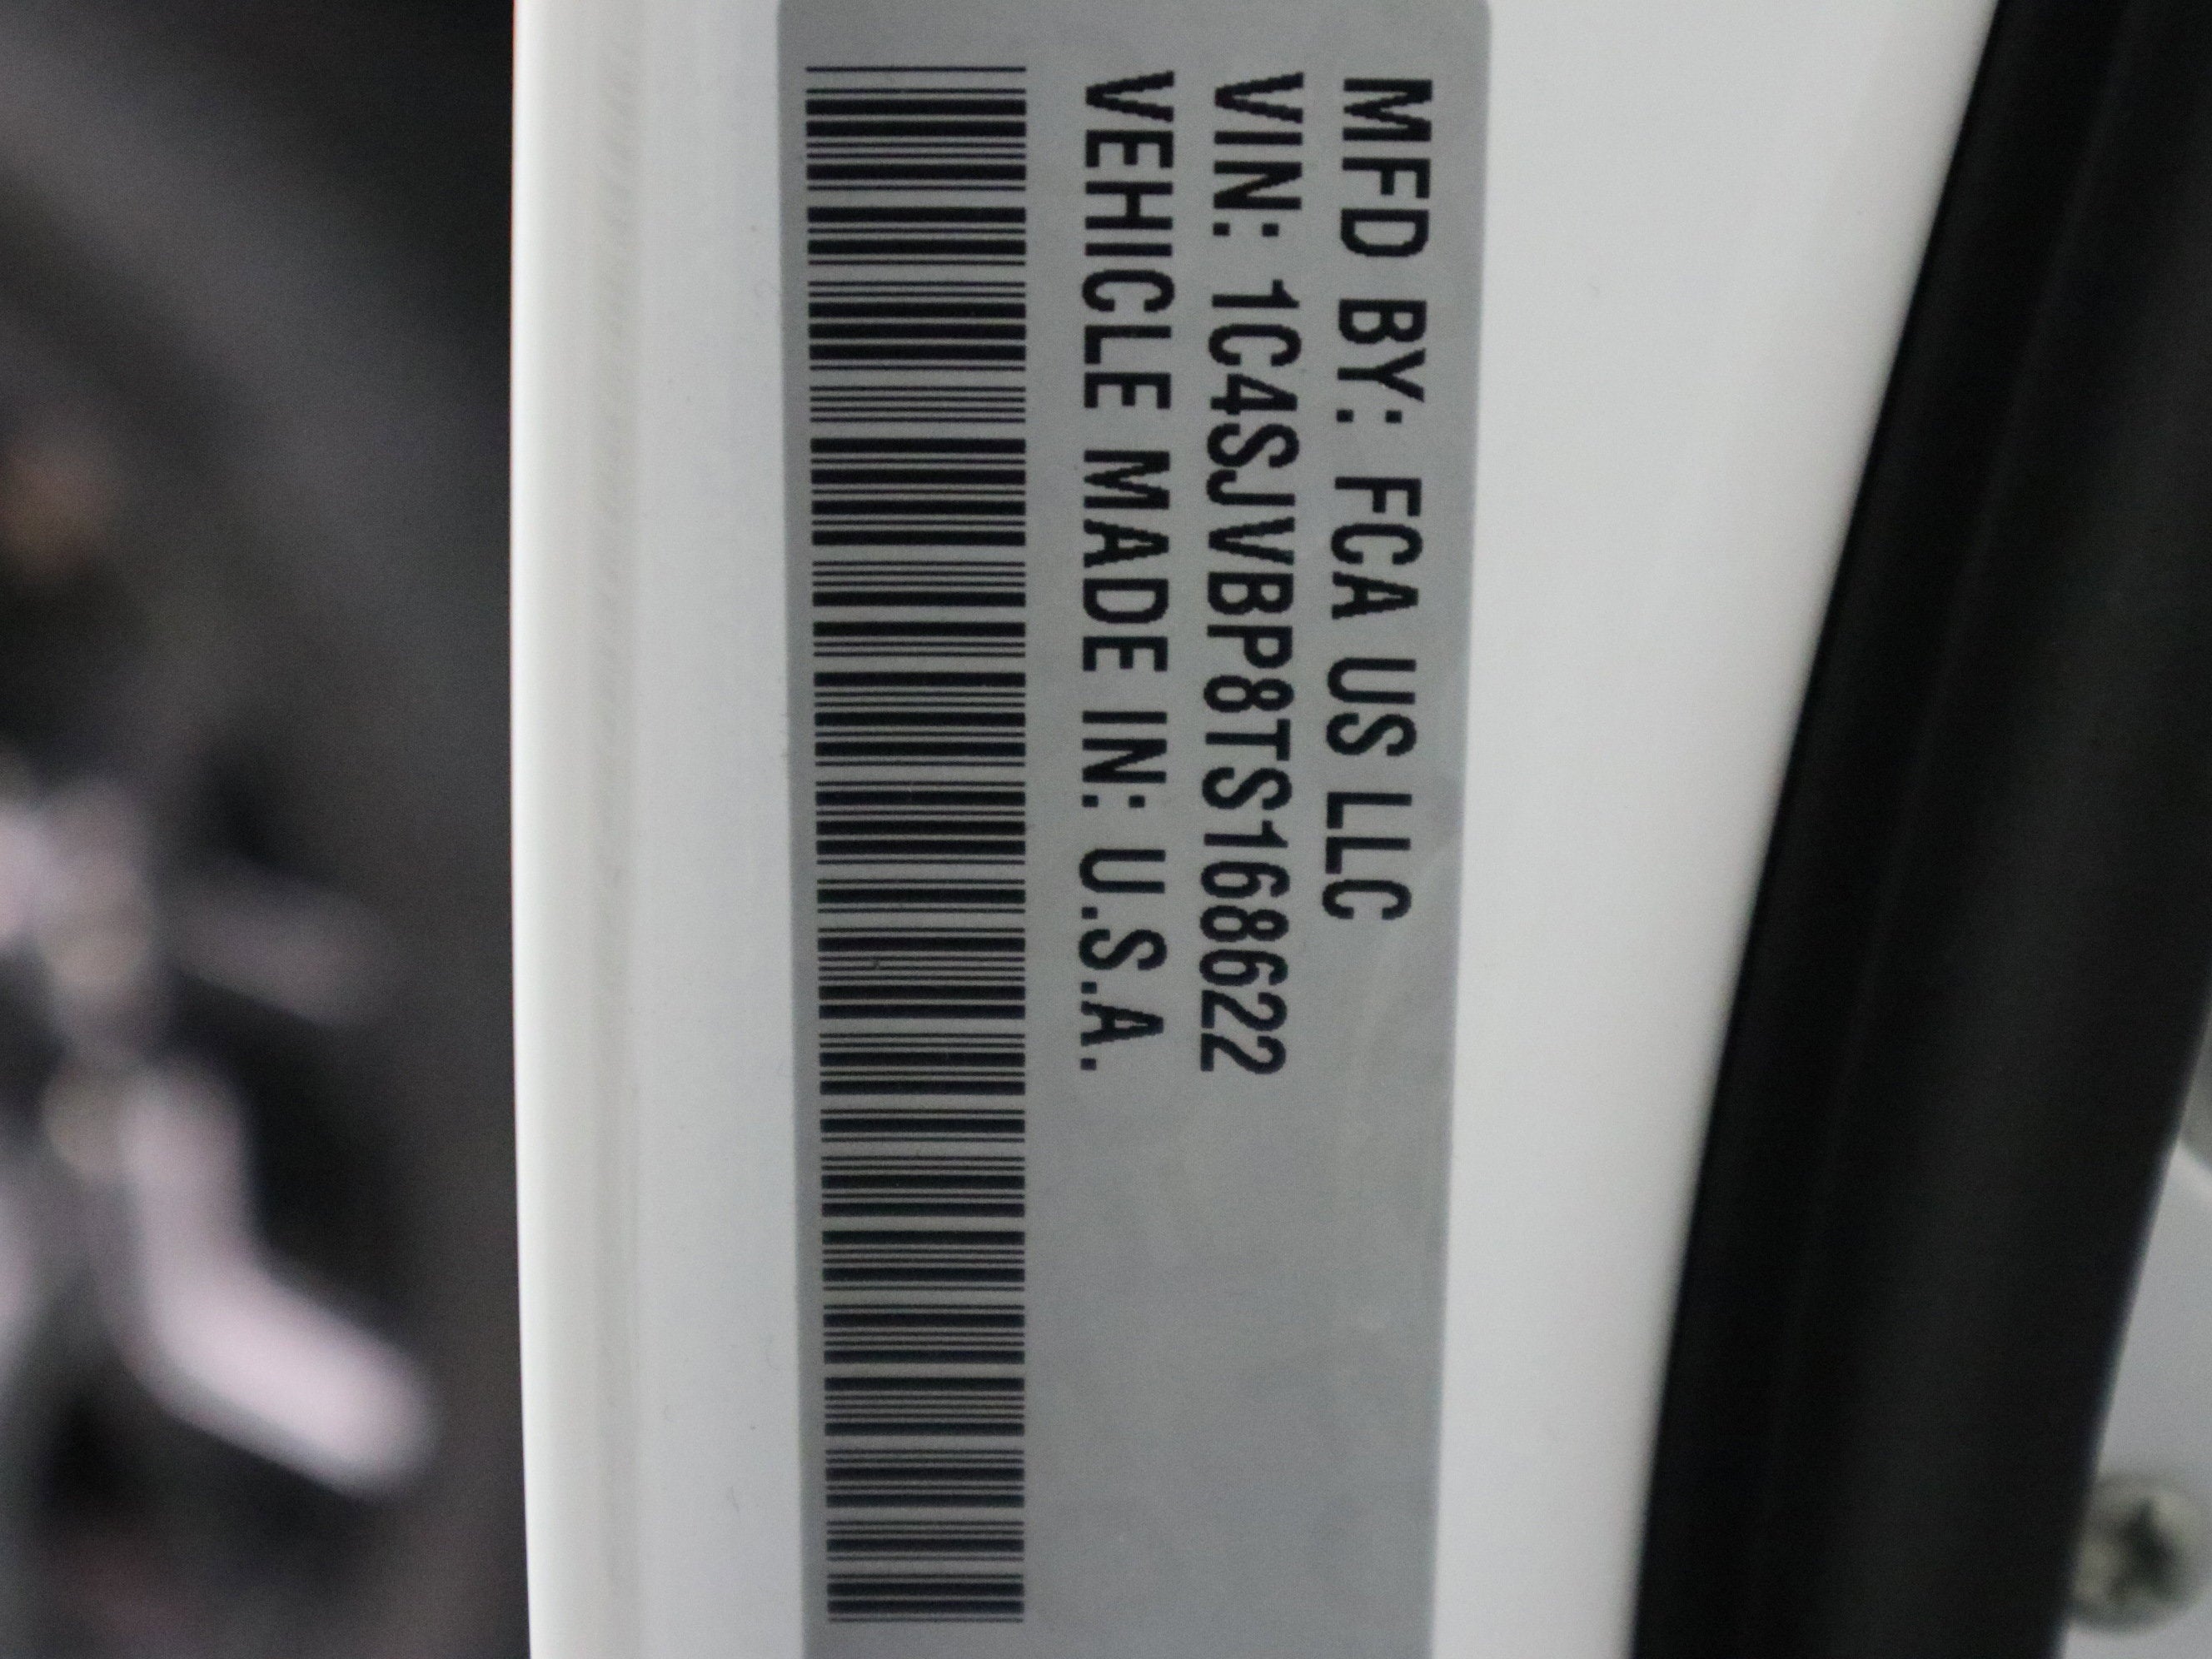 MFD BY: FCA US LLC
VIN: 1C4SJVBP8TS168622
VEHICLE MADE IN: U.S.A.